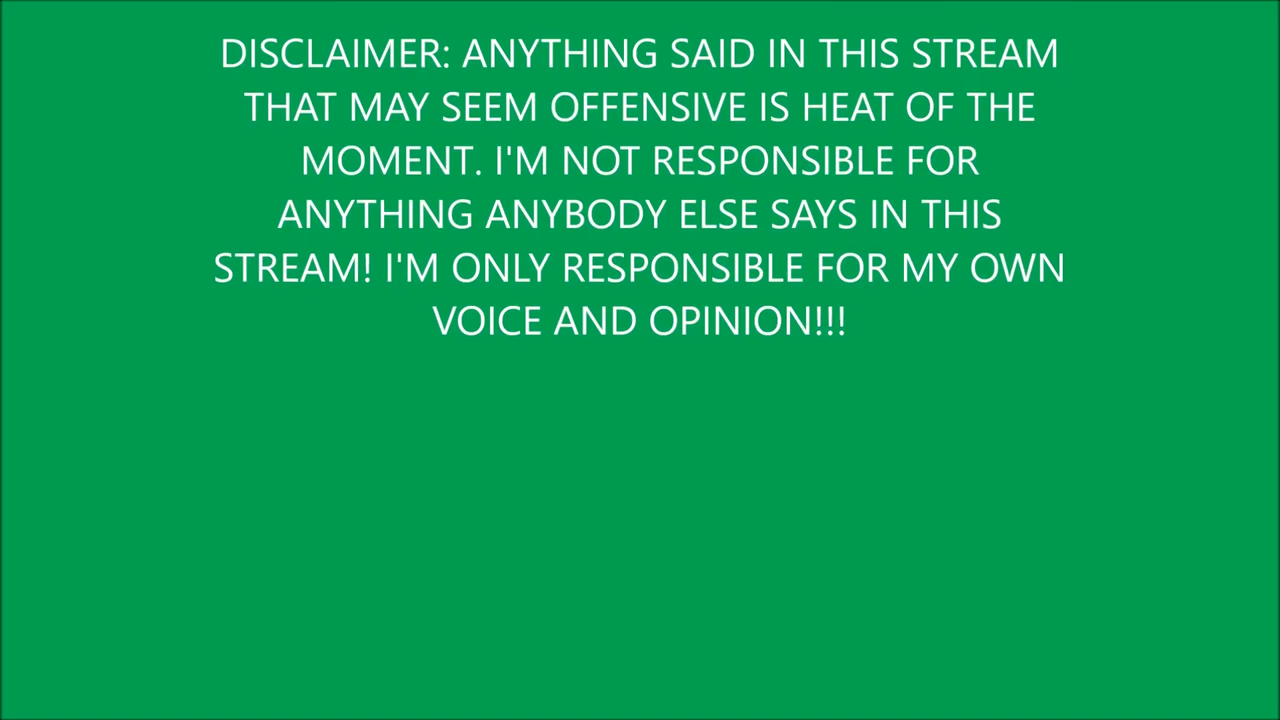 DISCLAIMER: ANYTHING SAID IN THIS STREAM
THAT MAY SEEM OFFENSIVE IS HEAT OF THE
MOMENT. I'M NOT RESPONSIBLE FOR
ANYTHING ANYBODY ELSE SAYS IN THIS
STREAM! I'M ONLY RESPONSIBLE FOR MY OWN
VOICE AND OPINION!!!